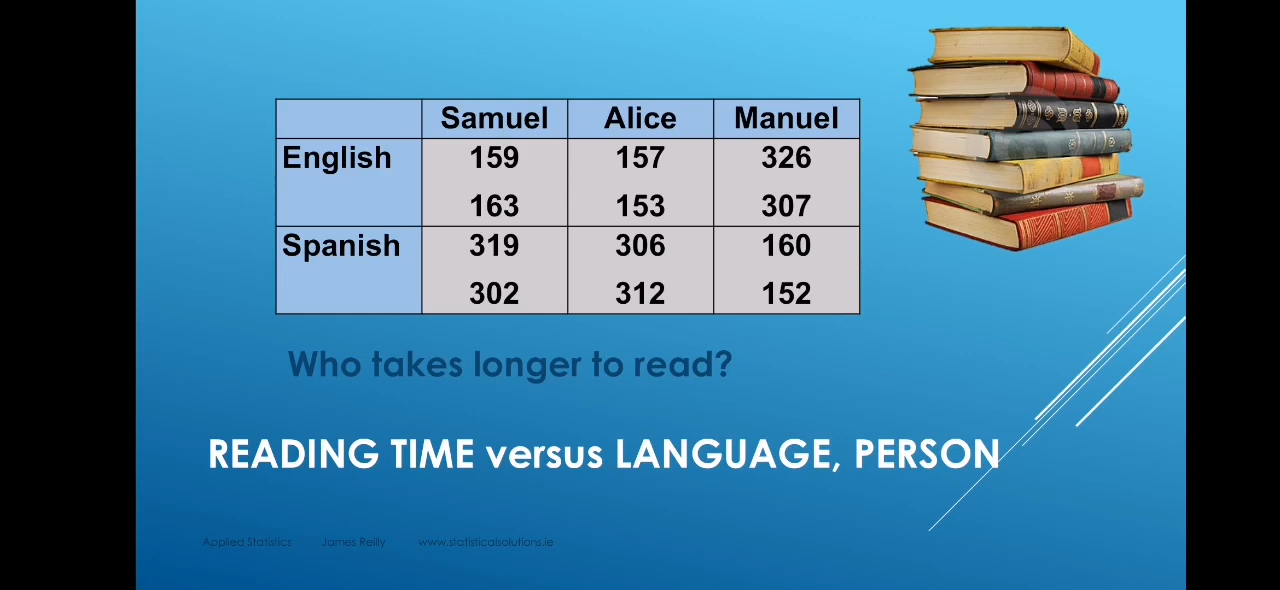 Samuel Alice Manuel
English 159 157 326
163 153 307
Spanish 319 306 160
302 312 152
Who takes longer to read?
READING TIME versus LANGUAGE, PERSON
Applied Statistics James Reilly www.statisticalsolutions.ie